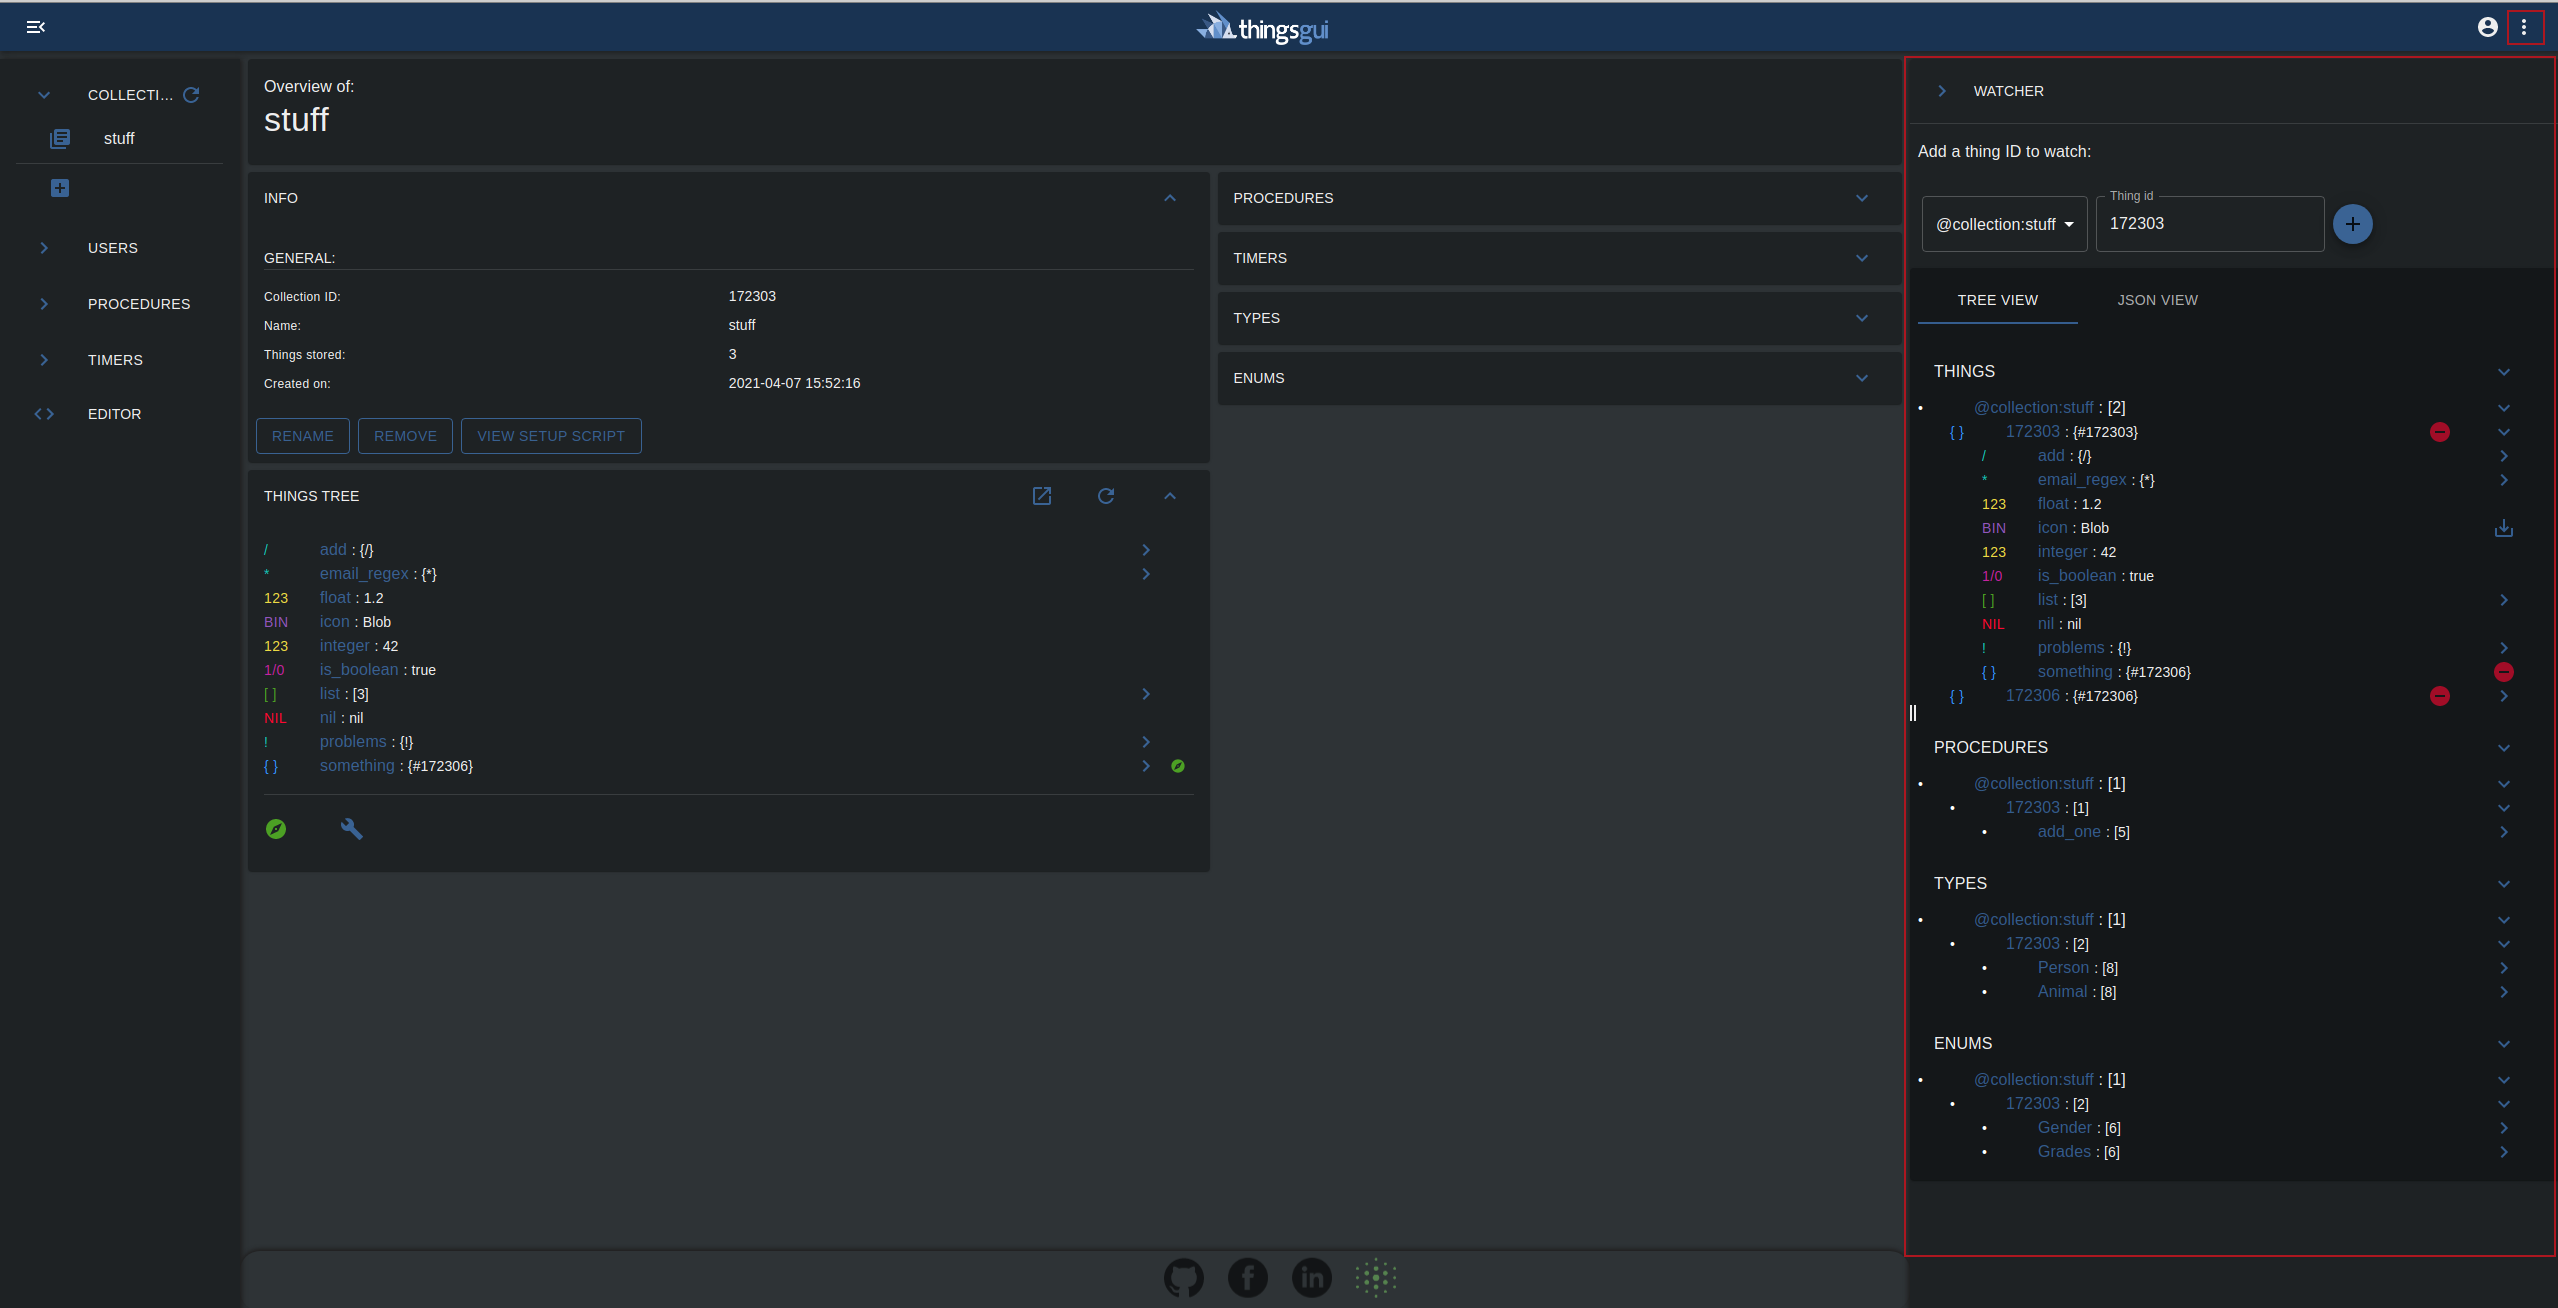 thingsgui
COLLECTI...
stuff
USERS
PROCEDURES
TIMERS
EDITOR
Overview of:
stuff
INFO
GENERAL:
Collection ID: 172303
Name: stuff
Things stored: 3
Created on: 2021-04-07 15:52:16
RENAME REMOVE VIEW SETUP SCRIPT
THINGS TREE
/ add : {/}
* email_regex : {*}
123 float : 1.2
BIN icon : Blob
123 integer : 42
1/0 is_boolean : true
[ ] list : [3]
NIL nil : nil
! problems : {!}
{ } something : {#172306}
PROCEDURES
TIMERS
TYPES
ENUMS
WATCHER
Add a thing ID to watch:
Thing id
@collection:stuff 172303
TREE VIEW JSON VIEW
THINGS
• @collection:stuff : [2]
{ } 172303 : {#172303}
/ add : {/}
* email_regex : {*}
123 float : 1.2
BIN icon : Blob
123 integer : 42
1/0 is_boolean : true
[ ] list : [3]
NIL nil : nil
! problems : {!}
{ } something : {#172306}
{ } 172306 : {#172306}
PROCEDURES
• @collection:stuff : [1]
• 172303 : [1]
• add_one : [5]
TYPES
• @collection:stuff : [1]
• 172303 : [2]
• Person : [8]
• Animal : [8]
ENUMS
• @collection:stuff : [1]
• 172303 : [2]
• Gender : [6]
• Grades : [6]